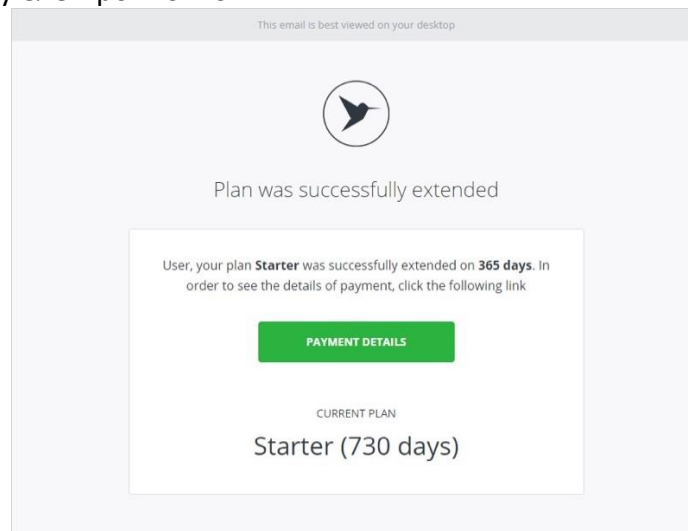 This email is best viewed on your desktop
Plan was successfully extended
User, your plan Starter was successfully extended on 365 days. In
order to see the details of payment, click the following link
PAYMENT DETAILS
CURRENT PLAN
Starter (730 days)